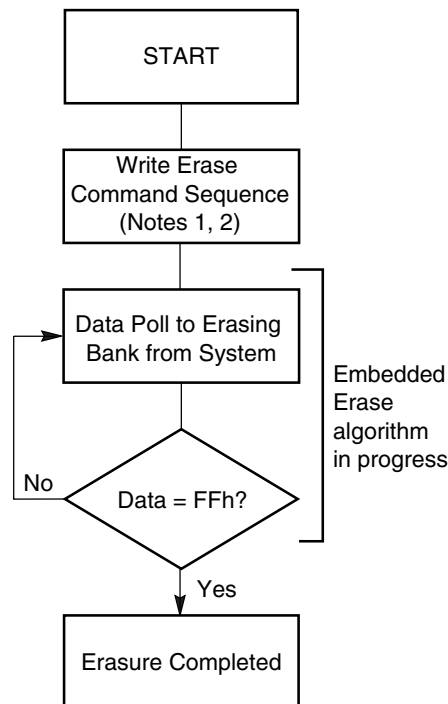 START
Write Erase
Command Sequence
(Notes 1, 2)
Data Poll to Erasing
Bank from System
Embedded
Erase
algorithm
in progress
No
Data = FFh?
Yes
Erasure Completed